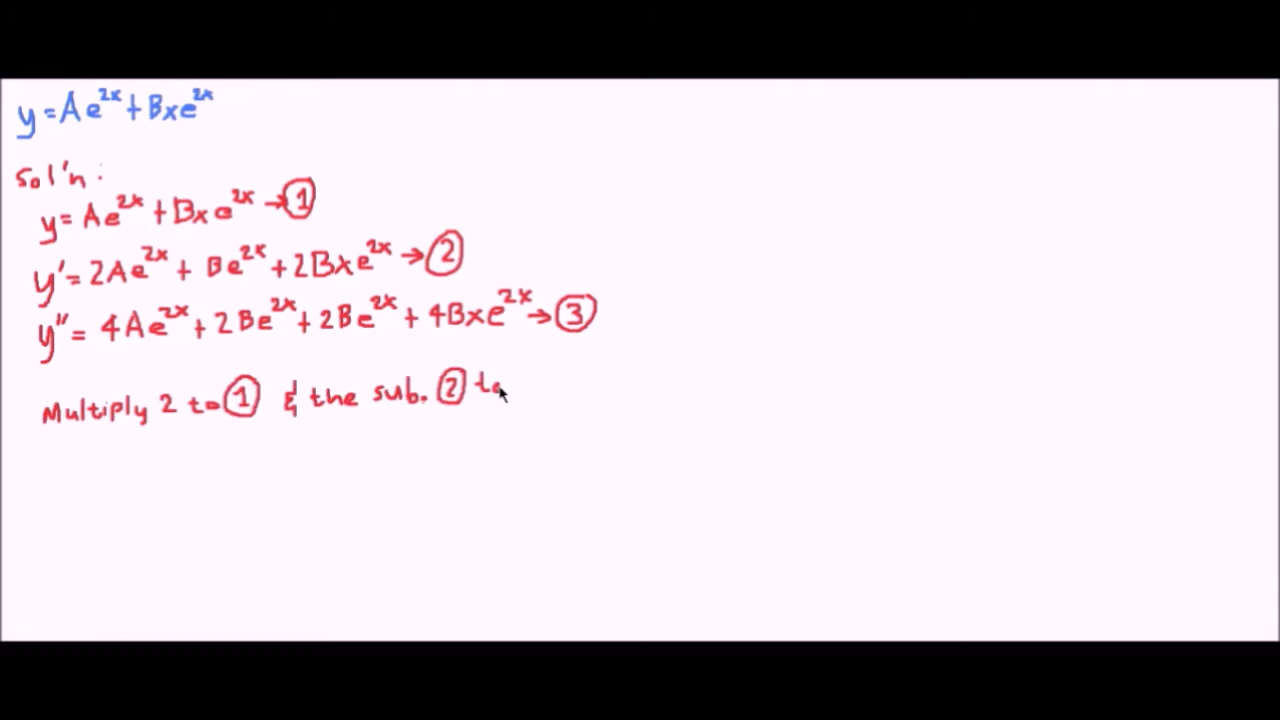 y = Ae^{2x} + Bxe^{2x}
Sol'n :
y = Ae^{2x} + Bxe^{2x} → ①
y' = 2Ae^{2x} + Be^{2x} + 2Bxe^{2x} → ②
y'' = 4Ae^{2x} + 2Be^{2x} + 2Be^{2x} + 4Bxe^{2x} → ③
Multiply 2 to ① & the sub. ② to